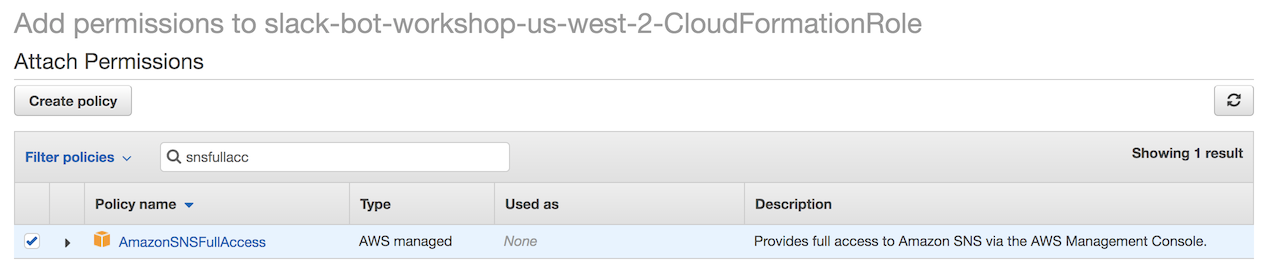 Add permissions to slack-bot-workshop-us-west-2-CloudFormationRole
Attach Permissions
Create policy
Filter policies
snsfullacc
Showing 1 result
Policy name Type Used as Description
AmazonSNSFullAccess AWS managed None Provides full access to Amazon SNS via the AWS Management Console.